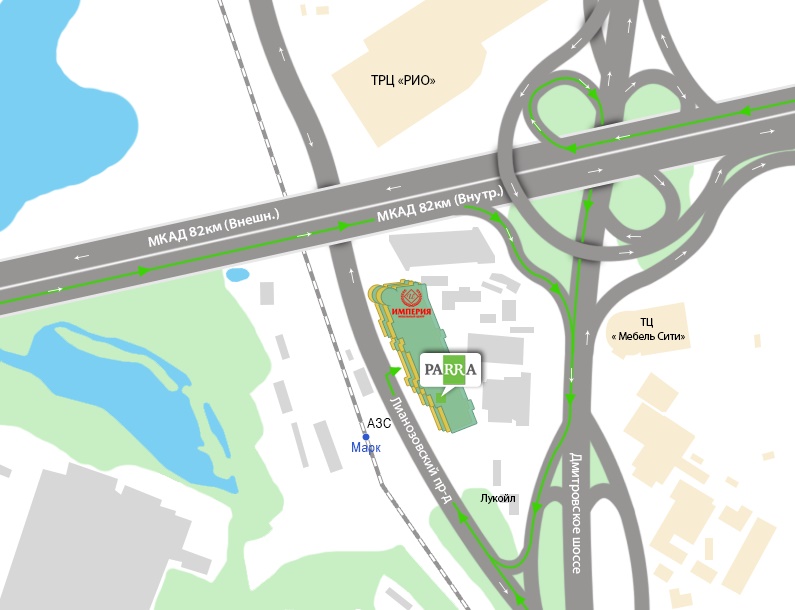 ТРЦ «РИО»
МКАД 82км (Внешн.)
МКАД 82км (Внутр.)
ИМПЕРИЯ
PARRA
ТЦ
« Мебель Сити»
АЗС
Марк
Лианозовский пр-д
Лукойл
Дмитровское шоссе